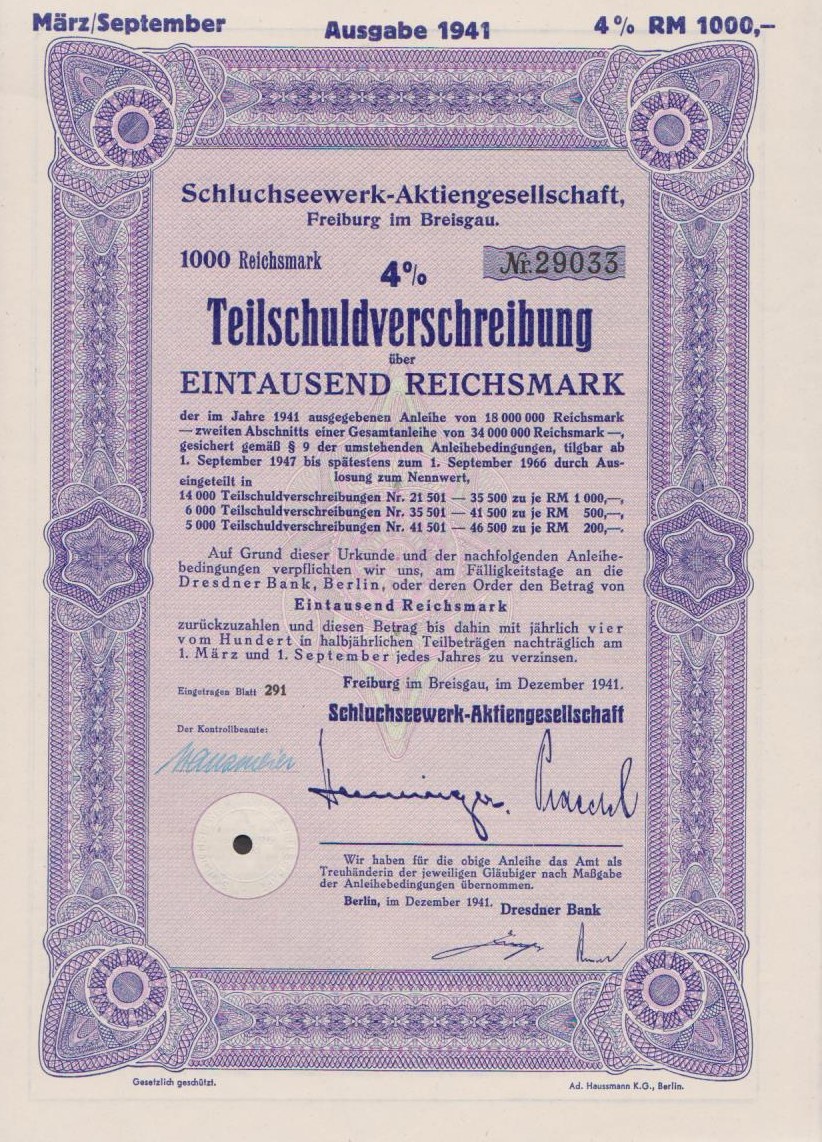 März/September Ausgabe 1941 4% RM 1000,—
Schluchseewerk-Aktiengesellschaft,
Freiburg im Breisgau.
1000 Reichsmark 4% Nr. 29033
Teilschuldverschreibung
über
EINTAUSEND REICHSMARK
der im Jahre 1941 ausgegebenen Anleihe von 18 000 000 Reichsmark
— zweiten Abschnitts einer Gesamtanleihe von 34 000 000 Reichsmark —,
gesichert gemäß § 9 der umstehenden Anleihebedingungen, tilgbar ab
1. September 1947 bis spätestens zum 1. September 1966 durch Aus-
losung zum Nennwert,
eingeteilt in
14 000 Teilschuldverschreibungen Nr. 21 501 — 35 500 zu je RM 1 000,—,
6 000 Teilschuldverschreibungen Nr. 35 501 — 41 500 zu je RM 500,—,
5 000 Teilschuldverschreibungen Nr. 41 501 — 46 500 zu je RM 200,—.
Auf Grund dieser Urkunde und der nachfolgenden Anleihe-
bedingungen verpflichten wir uns, am Fälligkeitstage an die
Dresdner Bank, Berlin, oder deren Order den Betrag von
Eintausend Reichsmark
zurückzuzahlen und diesen Betrag bis dahin mit jährlich vier
vom Hundert in halbjährlichen Teilbeträgen nachträglich am
1. März und 1. September jedes Jahres zu verzinsen.
Eingetragen Blatt 291
Freiburg im Breisgau, im Dezember 1941.
Schluchseewerk-Aktiengesellschaft
Der Kontrollbeamte:
Henninger.
Wir haben für die obige Anleihe das Amt als
Treuhänderin der jeweiligen Gläubiger nach Maßgabe
der Anleihebedingungen übernommen.
Berlin, im Dezember 1941.
Dresdner Bank
Gesetzlich geschützt.
Ad. Haussmann K.G., Berlin.